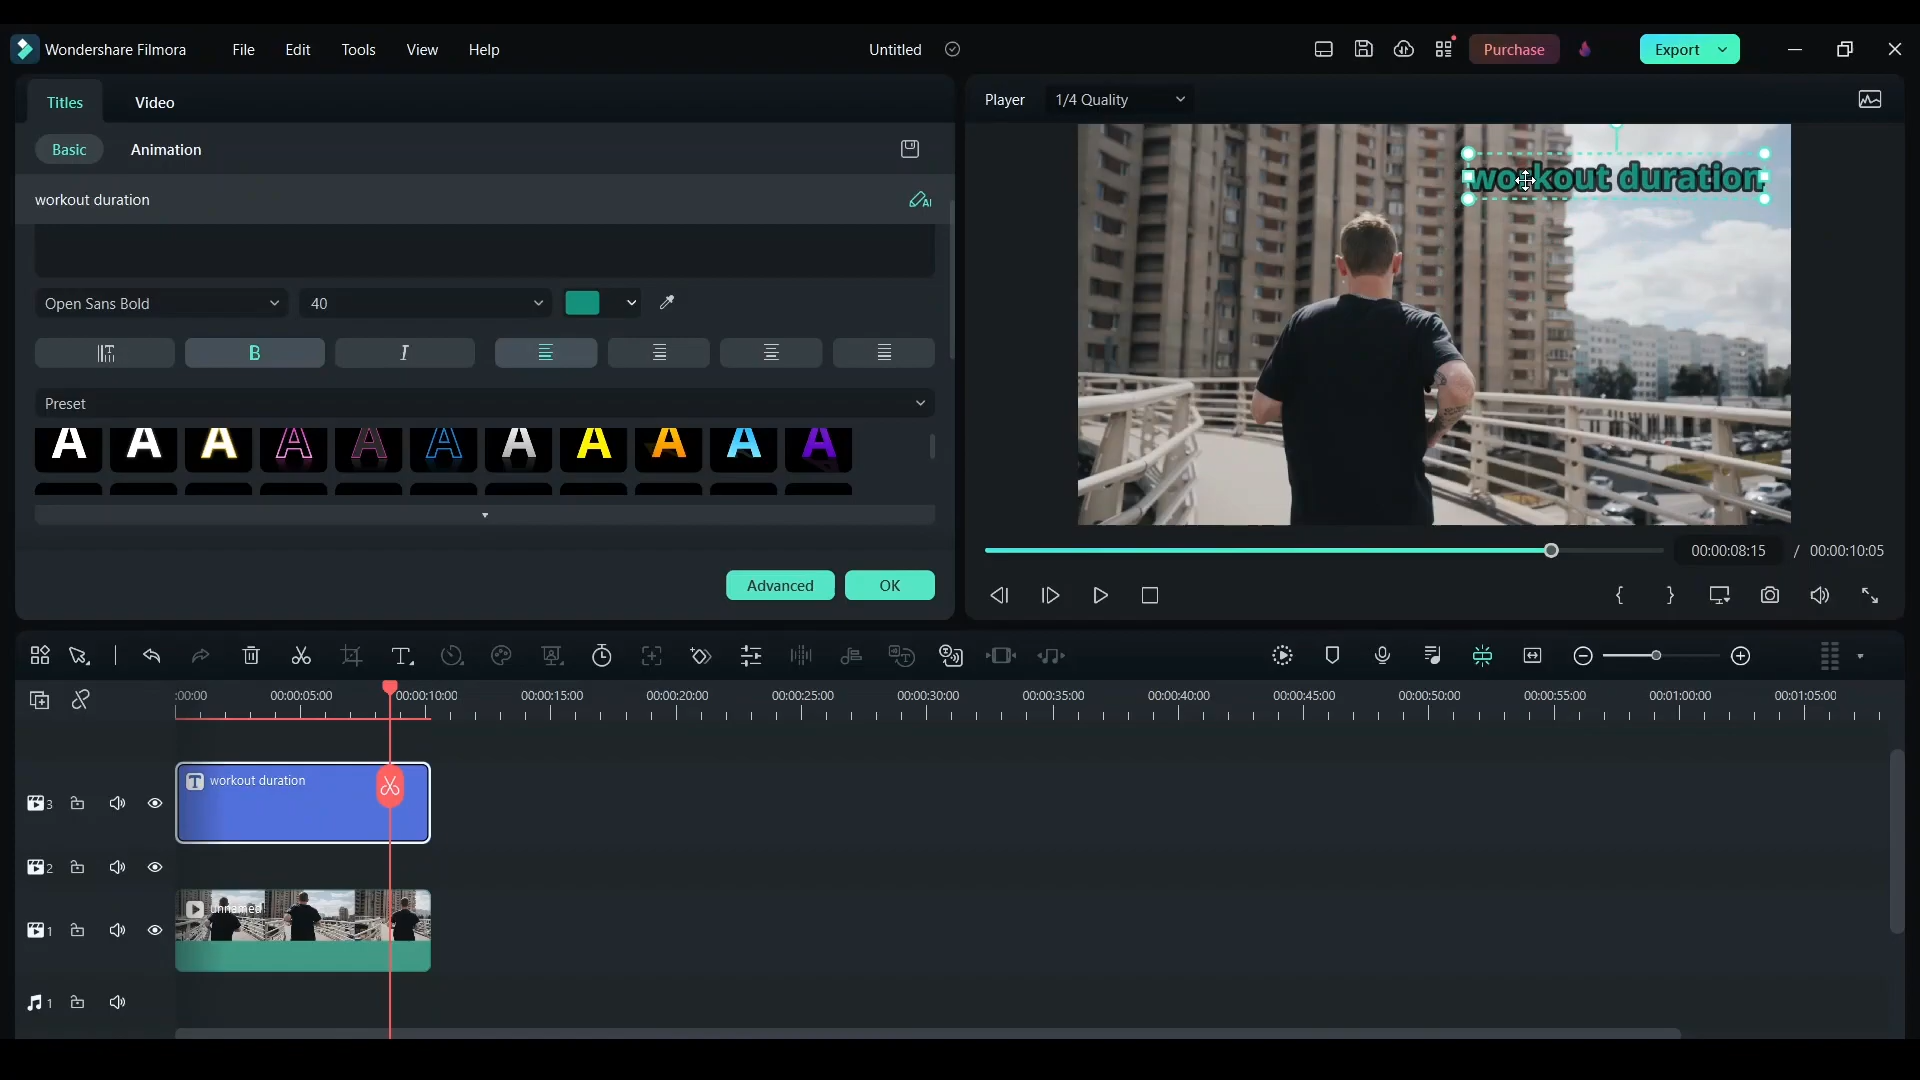 Wondershare Filmora File Edit Tools View Help Untitled Purchase Export
Titles Video
Player 1/4 Quality
Basic Animation
workout duration
workout duration
Open Sans Bold 40
B I
Preset
A A A A A A A A A A A
00:00:08:15 / 00:00:10:05
Advanced OK
:00:00 00:00:05:00 00:00:10:00 00:00:15:00 00:00:20:00 00:00:25:00 00:00:30:00 00:00:35:00 00:00:40:00 00:00:45:00 00:00:50:00 00:00:55:00 00:01:00:00 00:01:05:00
T workout duration
3
2
unnamed
1
1